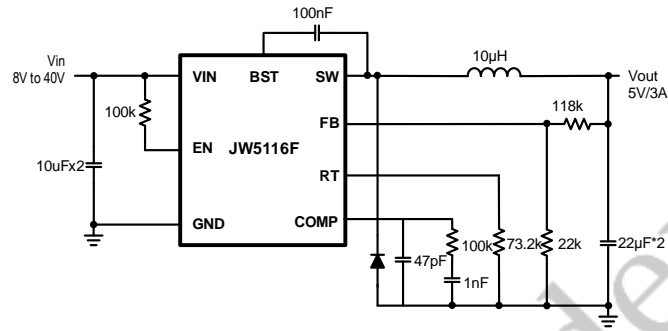 100nF
Vin
8V to 40V
VIN
BST
SW
10µH
Vout
5V/3A
100k
FB
118k
EN
JW5116F
10uFx2
RT
GND
COMP
100k
73.2k
22k
22µF*2
47pF
1nF